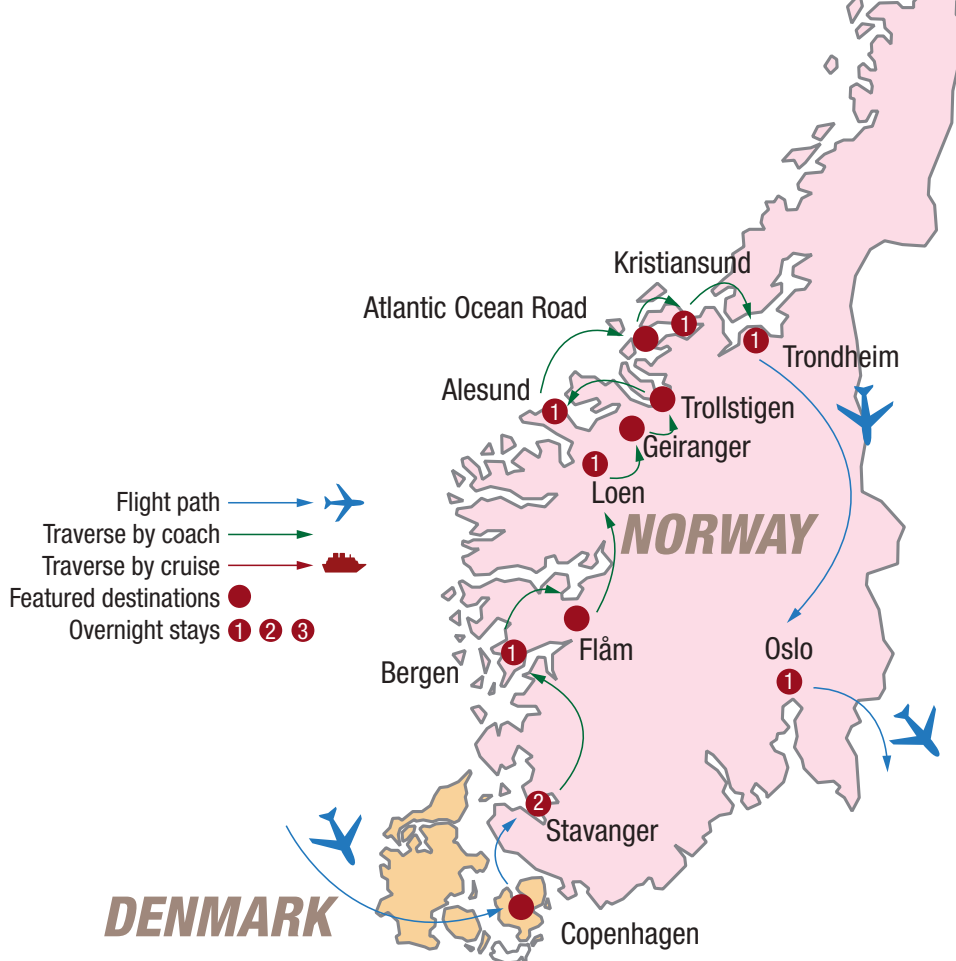 Kristiansund
1
Atlantic Ocean Road
1
Trondheim
Alesund
1
Trollstigen
Geiranger
1
Loen
NORWAY
Flight path
Traverse by coach
Traverse by cruise
Featured destinations
Overnight stays 1 2 3
Bergen
1
Flåm
Oslo
1
2
Stavanger
DENMARK
Copenhagen